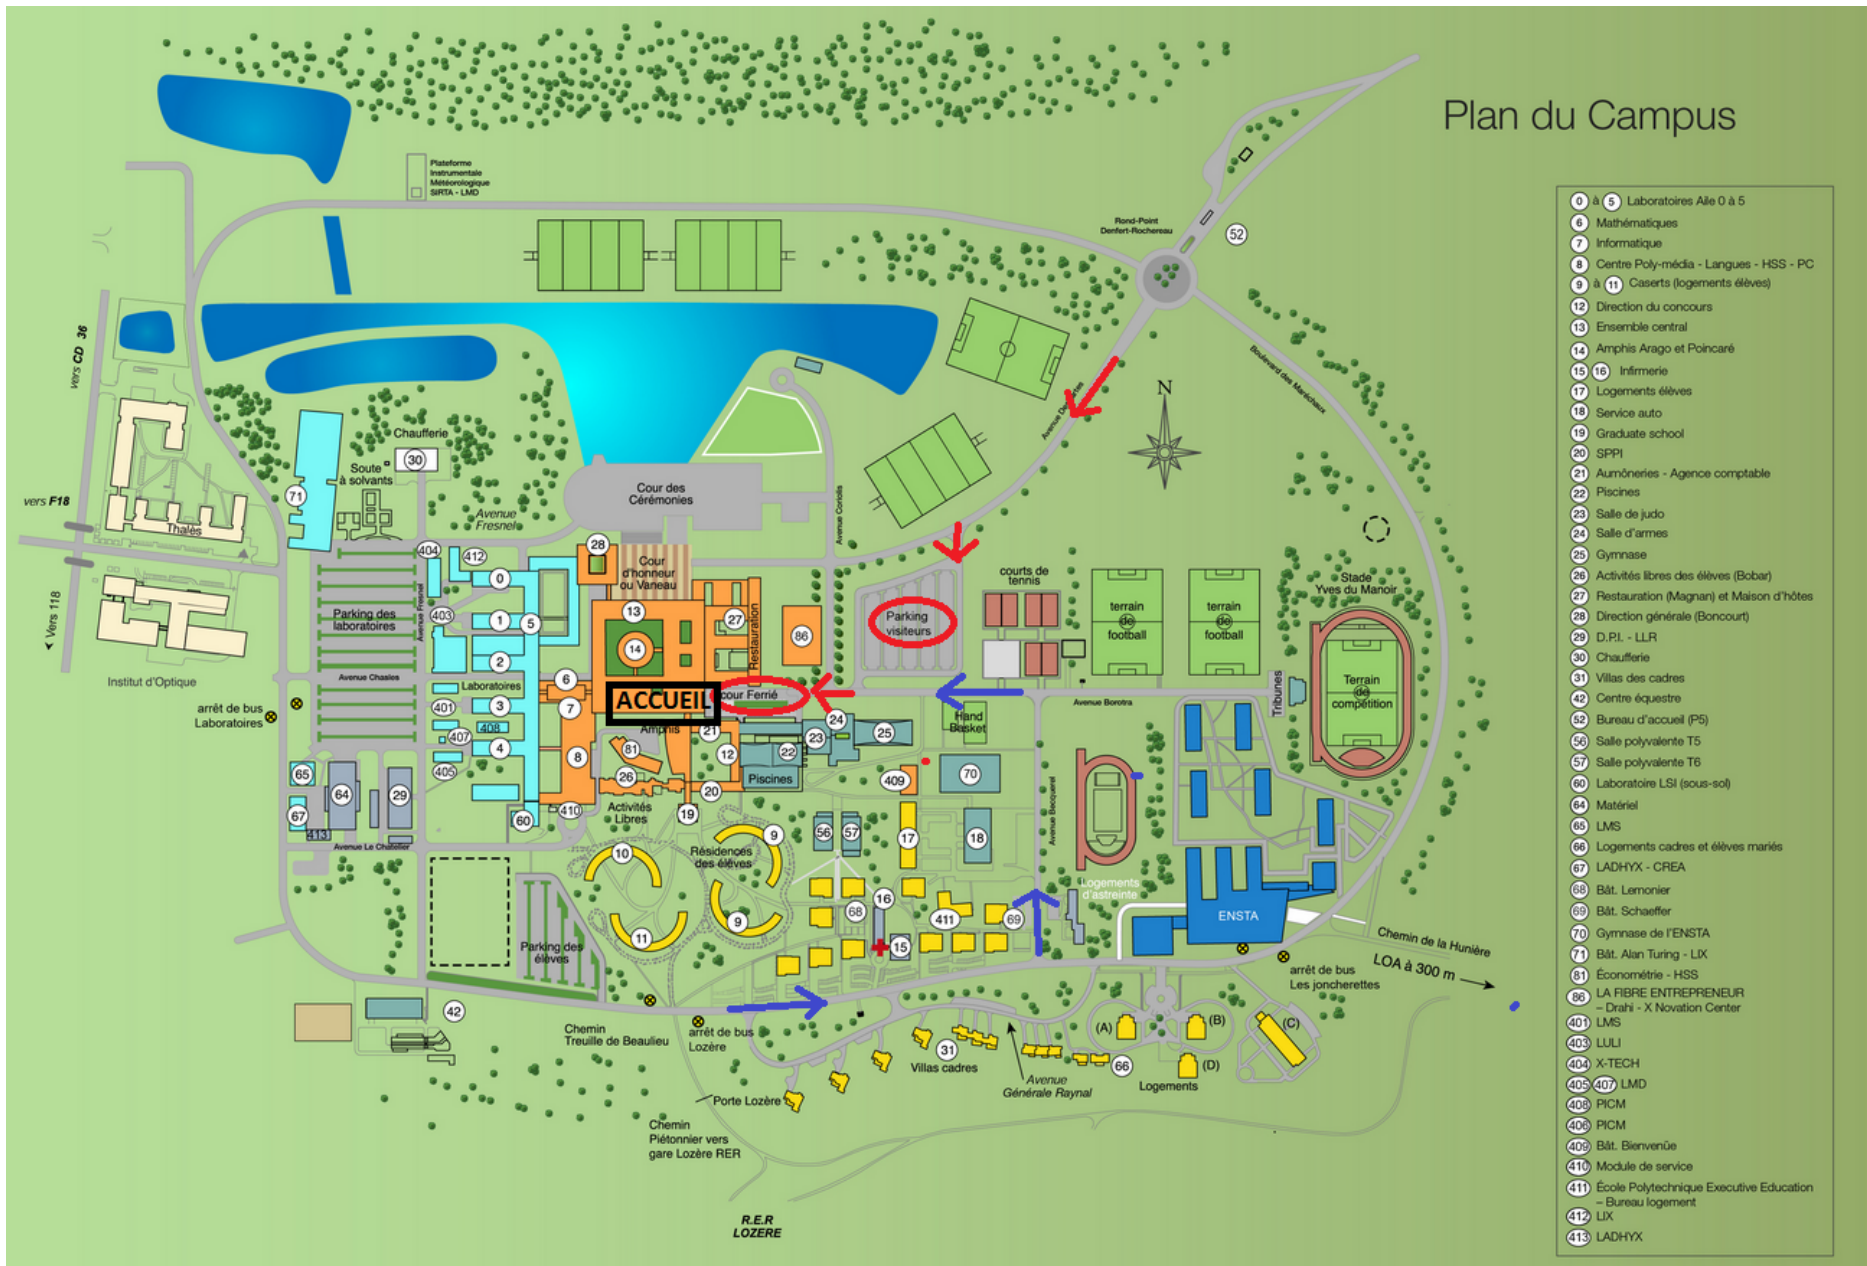 Plan du Campus
Plateforme
Instrumentale
Météorologique
SIRTA - LMD
Rond-Point
Denfert-Rochereau
52
vers CD 36
Boulevard des Maréchaux
N
Chaufferie
30
Soute
à solvants
71
vers F18
Thalès
Avenue
Fresnel
Cour des
Cérémonies
Avenue Coriolis
404
412
28
Cour
d'honneur
ou Vaneau
0
403
1
5
13
14
27
Restauration
86
Parking
visiteurs
courts de
tennis
terrain
de
football
terrain
de
football
Stade
Yves du Manoir
Vers 118
Parking des
laboratoires
Avenue Fresnel
2
6
Institut d'Optique
Avenue Chasles
Laboratoires
arrêt de bus
Laboratoires
401
3
7
ACCUEIL
cour Ferrié
Avenue Borotra
Tribunes
Terrain
de
compétition
408
407
4
Amphis
21
24
23
25
Hand
Basket
405
8
81
12
22
26
Piscines
409
70
65
64
29
20
Activités
Libres
410
19
67
413
60
56
57
17
18
Avenue Becquerel
Avenue Le Chatelier
10
Résidences
des élèves
9
9
11
Logements
d'astreinte
16
68
411
69
15
ENSTA
Parking des
élèves
Chemin de la Hunière
LOA à 300 m
arrêt de bus
Les joncherettes
42
Chemin
Treuille de Beaulieu
arrêt de bus
Lozère
31
Villas cadres
66
(A)
(B)
(C)
(D)
Logements
Avenue
Générale Raynal
Porte Lozère
Chemin
Piétonnier vers
gare Lozère RER
R.E.R
LOZERE
0 à 5 Laboratoires Aile 0 à 5
6 Mathématiques
7 Informatique
8 Centre Poly-média - Langues - HSS - PC
9 à 11 Caserts (logements élèves)
12 Direction du concours
13 Ensemble central
14 Amphis Arago et Poincaré
15 16 Infirmerie
17 Logements élèves
18 Service auto
19 Graduate school
20 SPPI
21 Aumôneries - Agence comptable
22 Piscines
23 Salle de judo
24 Salle d'armes
25 Gymnase
26 Activités libres des élèves (Bobar)
27 Restauration (Magnan) et Maison d'hôtes
28 Direction générale (Boncourt)
29 D.P.I. - LLR
30 Chaufferie
31 Villas des cadres
42 Centre équestre
52 Bureau d'accueil (P5)
56 Salle polyvalente T5
57 Salle polyvalente T6
60 Laboratoire LSI (sous-sol)
64 Matériel
65 LMS
66 Logements cadres et élèves mariés
67 LADHYX - CREA
68 Bât. Lemonier
69 Bât. Schaeffer
70 Gymnase de l'ENSTA
71 Bât. Alan Turing - LIX
81 Économétrie - HSS
86 LA FIBRE ENTREPRENEUR
– Drahi - X Novation Center
401 LMS
403 LULI
404 X-TECH
405 407 LMD
408 PICM
406 PICM
409 Bât. Bienvenüe
410 Module de service
411 École Polytechnique Executive Education
– Bureau logement
412 LIX
413 LADHYX